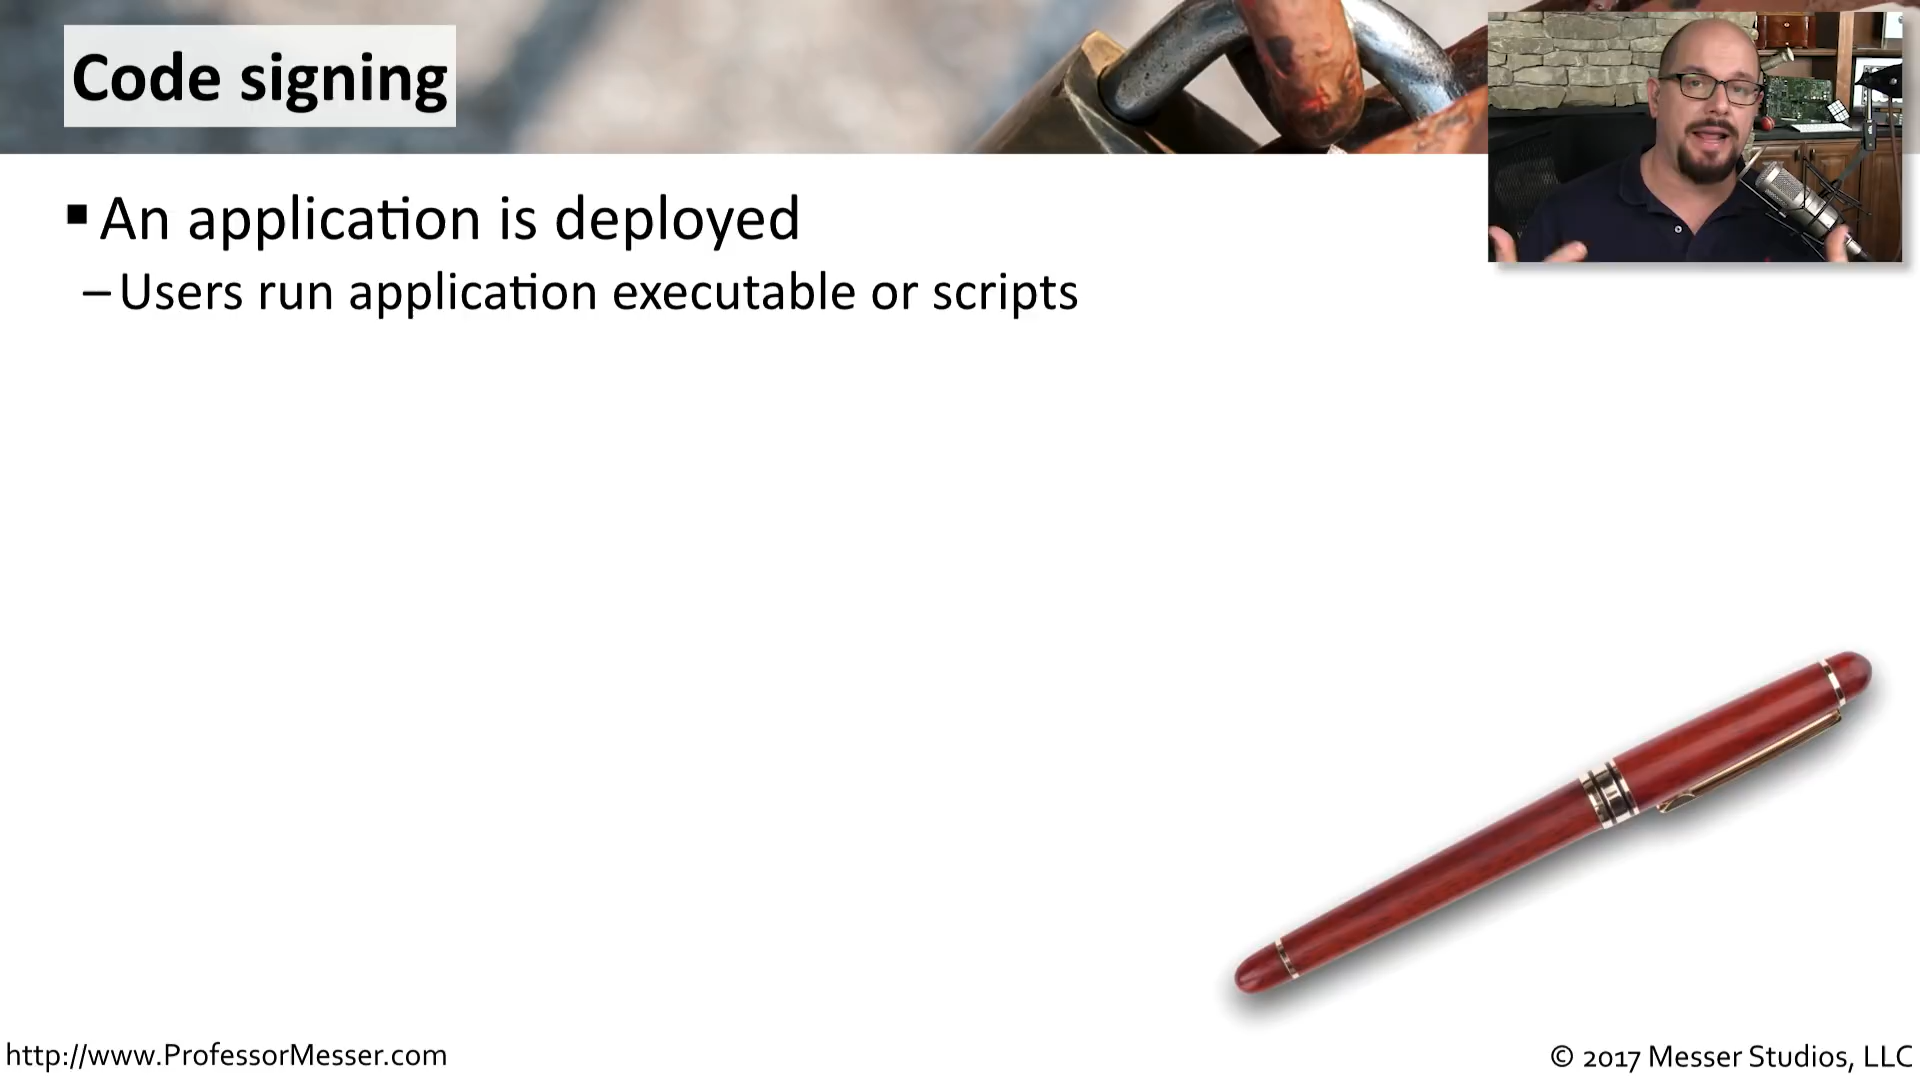 Code signing
▪ An application is deployed
– Users run application executable or scripts
http://www.ProfessorMesser.com
© 2017 Messer Studios, LLC